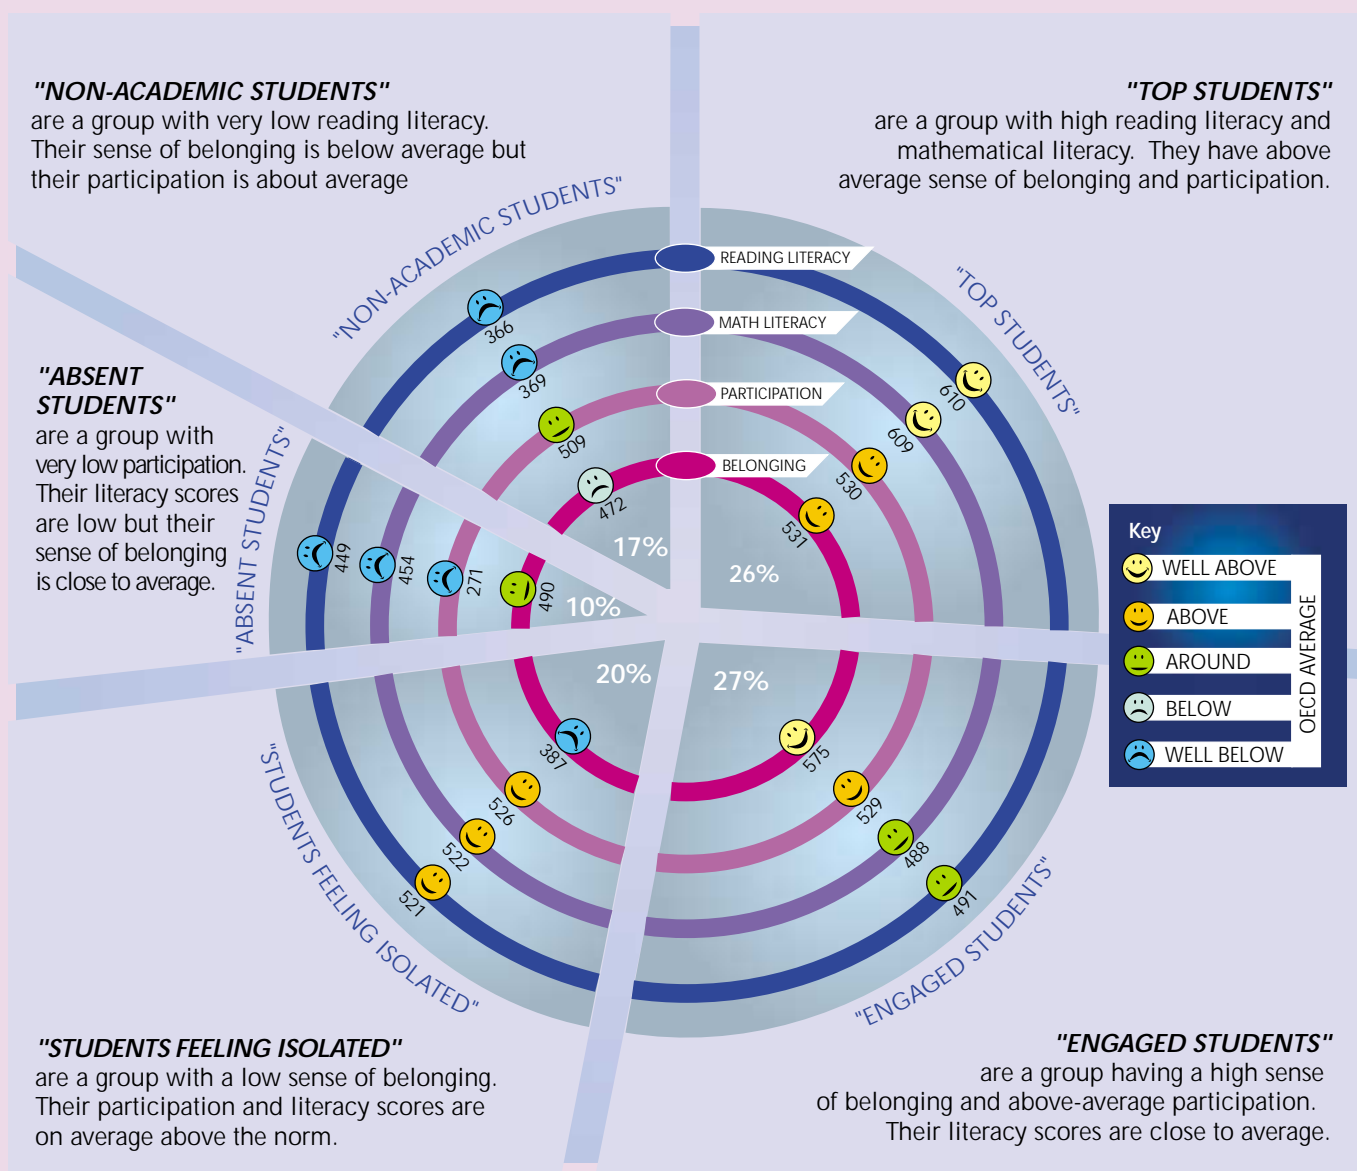 "NON-ACADEMIC STUDENTS"
are a group with very low reading literacy.
Their sense of belonging is below average but
their participation is about average
"TOP STUDENTS"
are a group with high reading literacy and
mathematical literacy. They have above
average sense of belonging and participation.
"NON-ACADEMIC STUDENTS"
"TOP STUDENTS"
READING LITERACY
MATH LITERACY
PARTICIPATION
BELONGING
366
369
509
472
17%
610
609
530
531
26%
"ABSENT
STUDENTS"
are a group with
very low participation.
Their literacy scores
are low but their
sense of belonging
is close to average.
"ABSENT STUDENTS"
449
454
271
490
10%
Key
WELL ABOVE
ABOVE
AROUND
BELOW
WELL BELOW
OECD AVERAGE
20%
387
526
522
521
"STUDENTS FEELING ISOLATED"
27%
575
529
488
491
"ENGAGED STUDENTS"
"STUDENTS FEELING ISOLATED"
are a group with a low sense of belonging.
Their participation and literacy scores are
on average above the norm.
"ENGAGED STUDENTS"
are a group having a high sense
of belonging and above-average participation.
Their literacy scores are close to average.